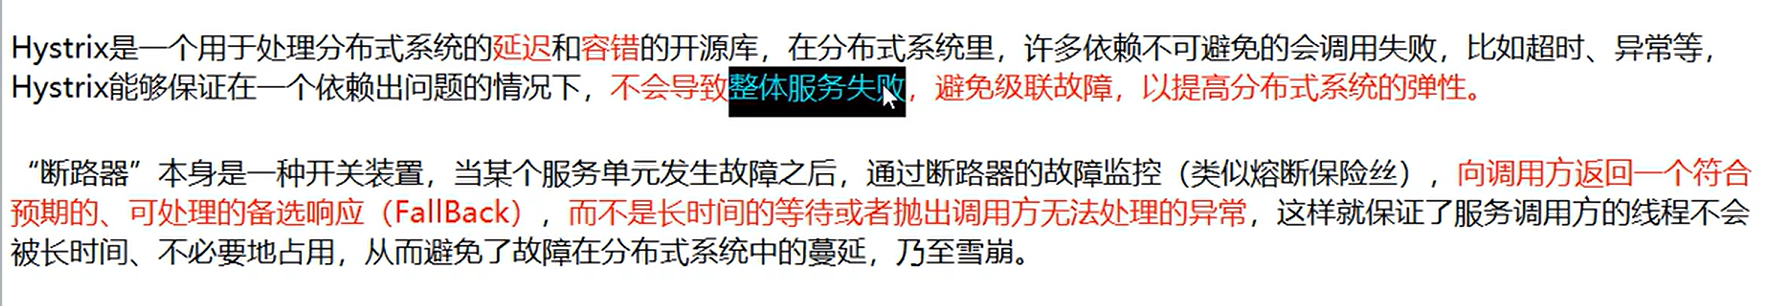 Hystrix是一个用于处理分布式系统的延迟和容错的开源库，在分布式系统里，许多依赖不可避免的会调用失败，比如超时、异常等，
Hystrix能够保证在一个依赖出问题的情况下，不会导致整体服务失败，避免级联故障，以提高分布式系统的弹性。
“断路器”本身是一种开关装置，当某个服务单元发生故障之后，通过断路器的故障监控（类似熔断保险丝），向调用方返回一个符合
预期的、可处理的备选响应（FallBack），而不是长时间的等待或者抛出调用方无法处理的异常，这样就保证了服务调用方的线程不会
被长时间、不必要地占用，从而避免了故障在分布式系统中的蔓延，乃至雪崩。